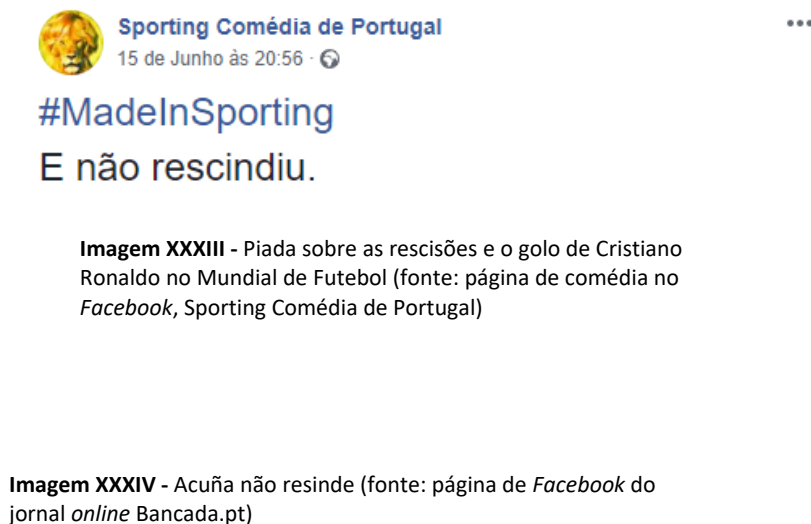 Sporting Comédia de Portugal
15 de Junho às 20:56 ·
#MadeInSporting
E não rescindiu.
Imagem XXXIII - Piada sobre as rescisões e o golo de Cristiano
Ronaldo no Mundial de Futebol (fonte: página de comédia no
Facebook, Sporting Comédia de Portugal)
Imagem XXXIV - Acuña não resinde (fonte: página de Facebook do
jornal online Bancada.pt)